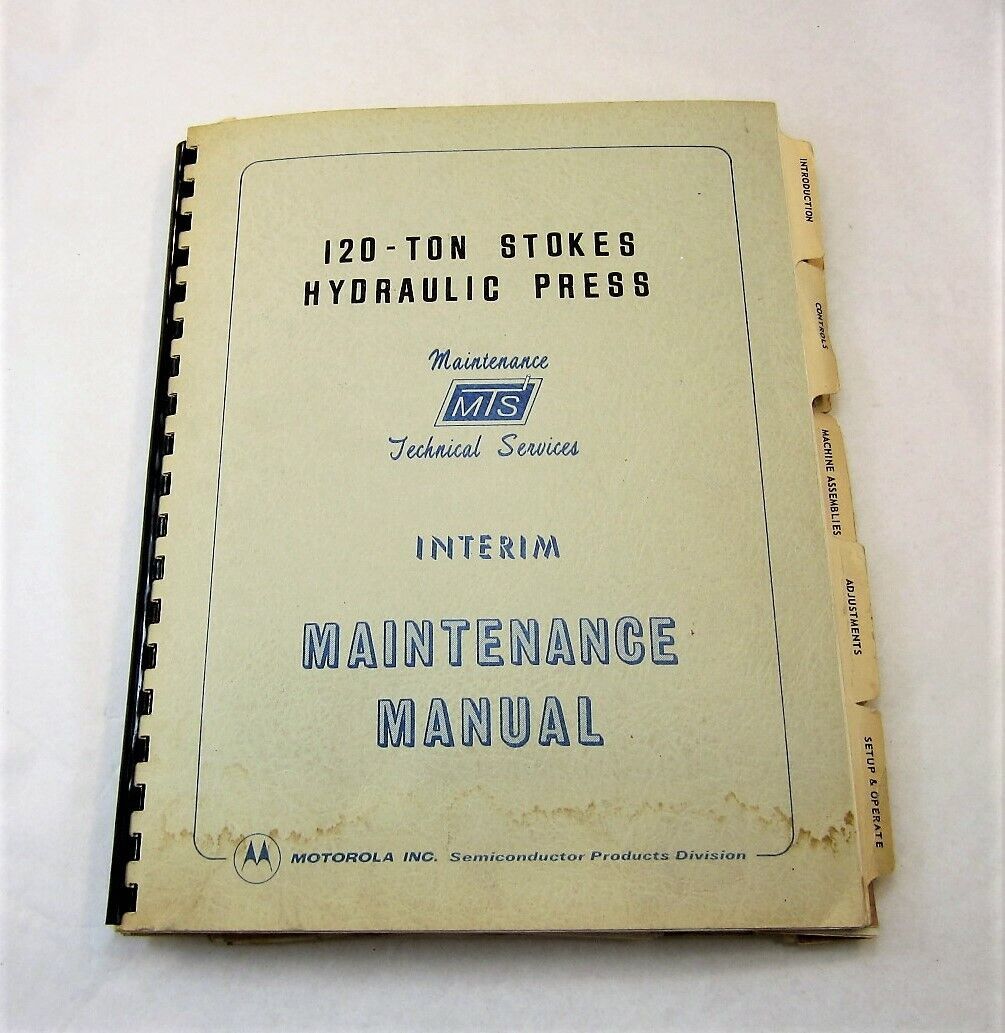 120-TON STOKES
HYDRAULIC PRESS
Maintenance
MTS
Technical Services
INTERIM
MAINTENANCE
MANUAL
MOTOROLA INC. Semiconductor Products Division
INTRODUCTION
CONTROLS
MACHINE ASSEMBLIES
ADJUSTMENTS
SETUP & OPERATE